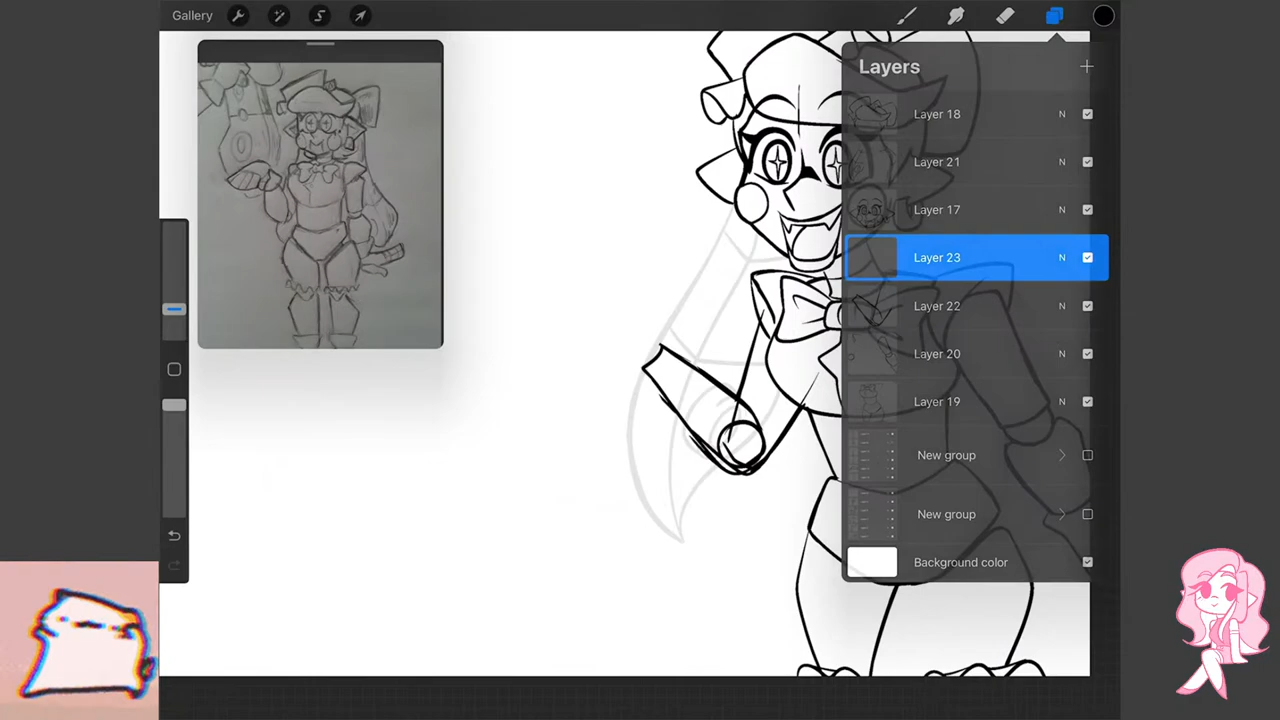 Gallery
Layers
Layer 18 N
Layer 21 N
Layer 17 N
Layer 23 N
Layer 22 N
Layer 20 N
Layer 19 N
New group
New group
Background color